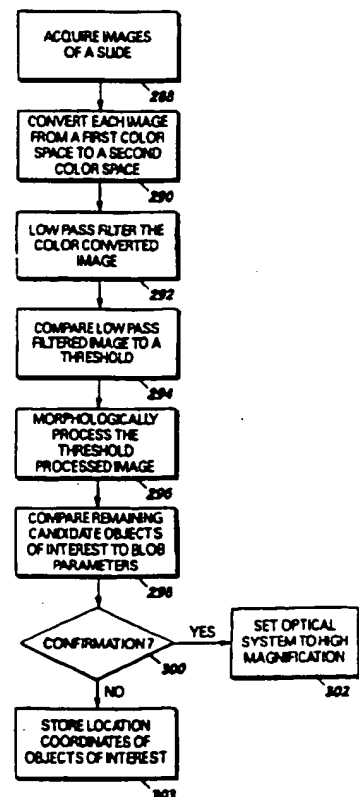 ACQUIRE IMAGES
OF A SLIDE
288
CONVERT EACH IMAGE
FROM A FIRST COLOR
SPACE TO A SECOND
COLOR SPACE
290
LOW PASS FILTER THE
COLOR CONVERTED
IMAGE
292
COMPARE LOW PASS
FILTERED IMAGE TO A
THRESHOLD
294
MORPHOLOGICALLY
PROCESS THE
THRESHOLD
PROCESSED IMAGE
296
COMPARE REMAINING
CANDIDATE OBJECTS
OF INTEREST TO BLOB
PARAMETERS
298
CONFIRMATION ?
300
YES
SET OPTICAL
SYSTEM TO HIGH
MAGNIFICATION
302
NO
STORE LOCATION
COORDINATES OF
OBJECTS OF INTEREST
303